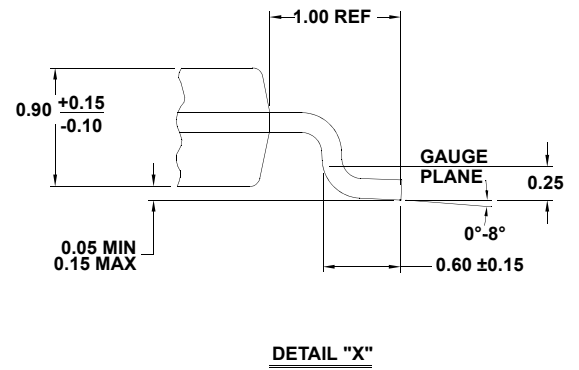 1.00 REF
0.90 +0.15
-0.10
GAUGE
PLANE
0.25
0°-8°
0.05 MIN
0.15 MAX
0.60 ±0.15
DETAIL "X"